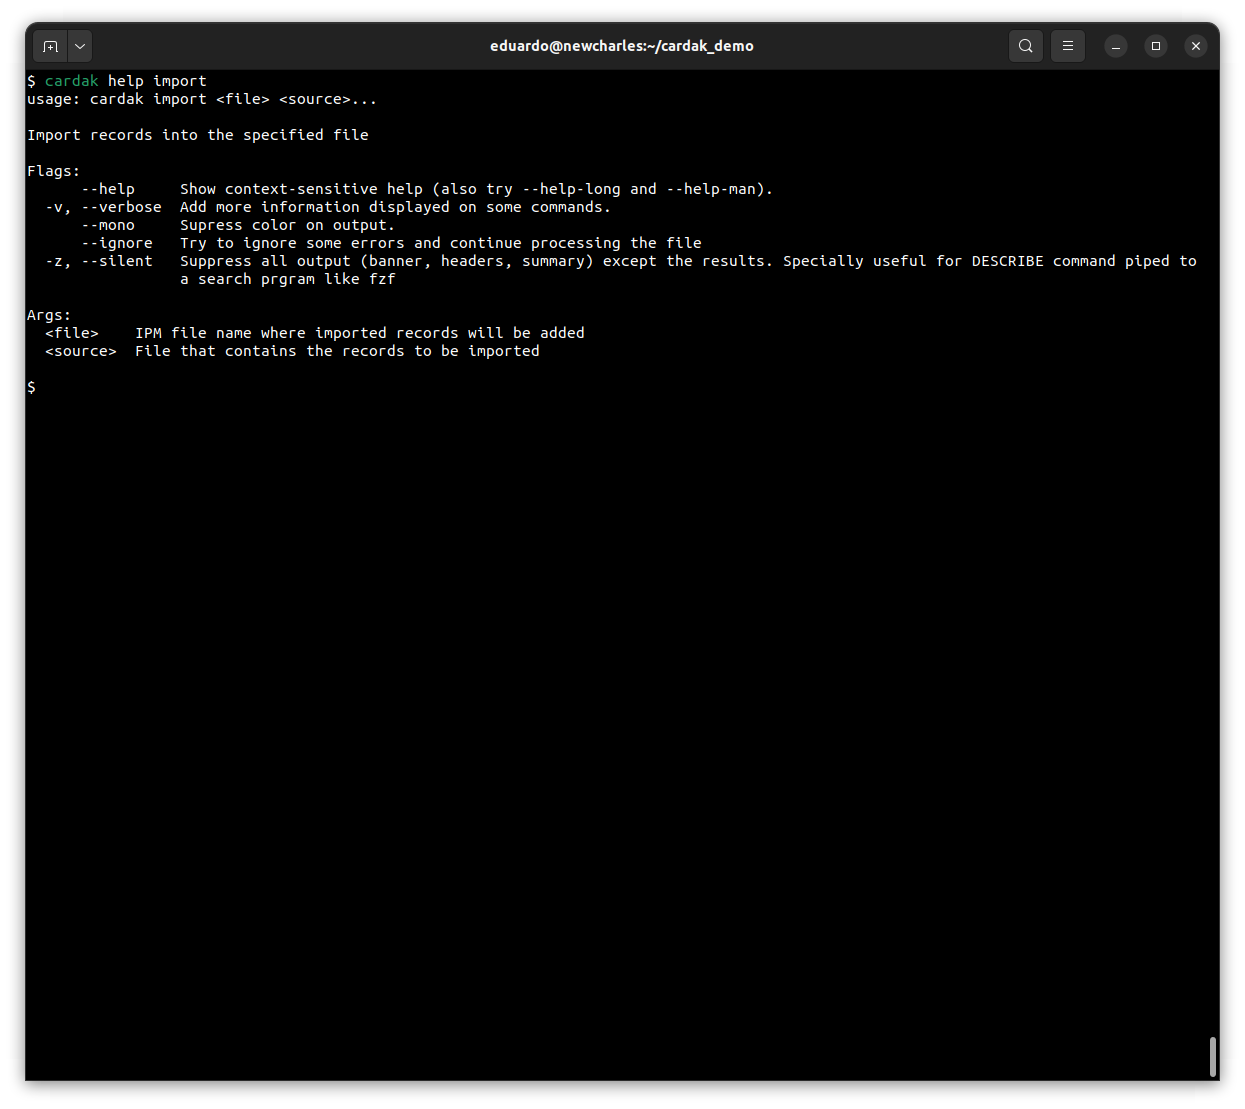 eduardo@newcharles:~/cardak_demo
$ cardak help import
usage: cardak import <file> <source>...
Import records into the specified file
Flags:
--help Show context-sensitive help (also try --help-long and --help-man).
-v, --verbose Add more information displayed on some commands.
--mono Supress color on output.
--ignore Try to ignore some errors and continue processing the file
-z, --silent Suppress all output (banner, headers, summary) except the results. Specially useful for DESCRIBE command piped to
a search prgram like fzf
Args:
<file> IPM file name where imported records will be added
<source> File that contains the records to be imported
$